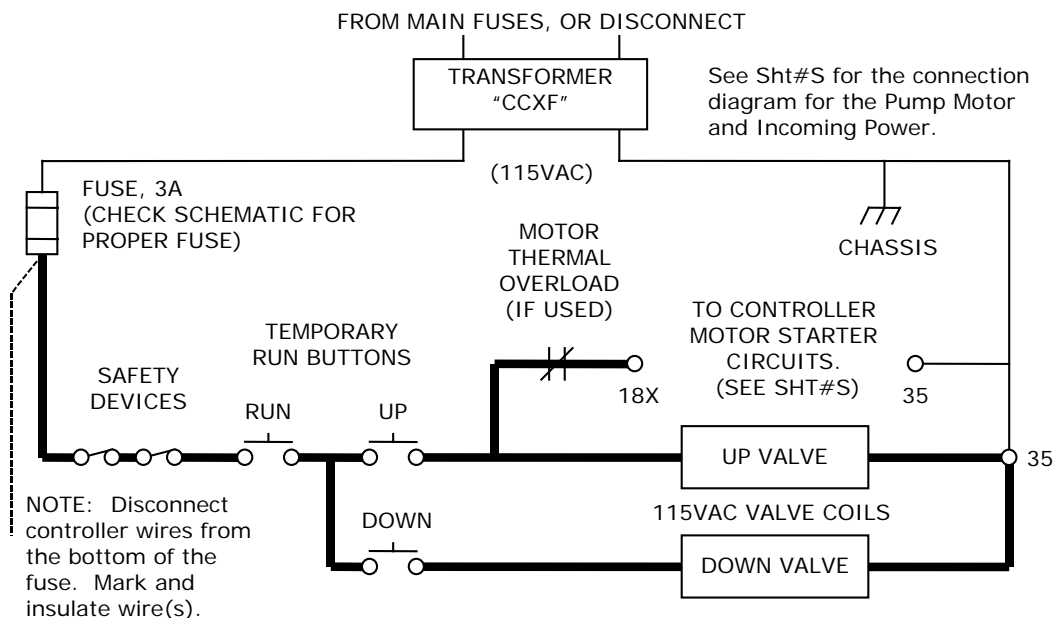 FROM MAIN FUSES, OR DISCONNECT
TRANSFORMER
“CCXF”
See Sht#S for the connection
diagram for the Pump Motor
and Incoming Power.
(115VAC)
FUSE, 3A
(CHECK SCHEMATIC FOR
PROPER FUSE)
CHASSIS
MOTOR
THERMAL
OVERLOAD
(IF USED)
TO CONTROLLER
MOTOR STARTER
CIRCUITS.
(SEE SHT#S)
18X
35
TEMPORARY
RUN BUTTONS
SAFETY
DEVICES
RUN
UP
UP VALVE
35
NOTE: Disconnect
controller wires from
the bottom of the
fuse. Mark and
insulate wire(s).
DOWN
115VAC VALVE COILS
DOWN VALVE